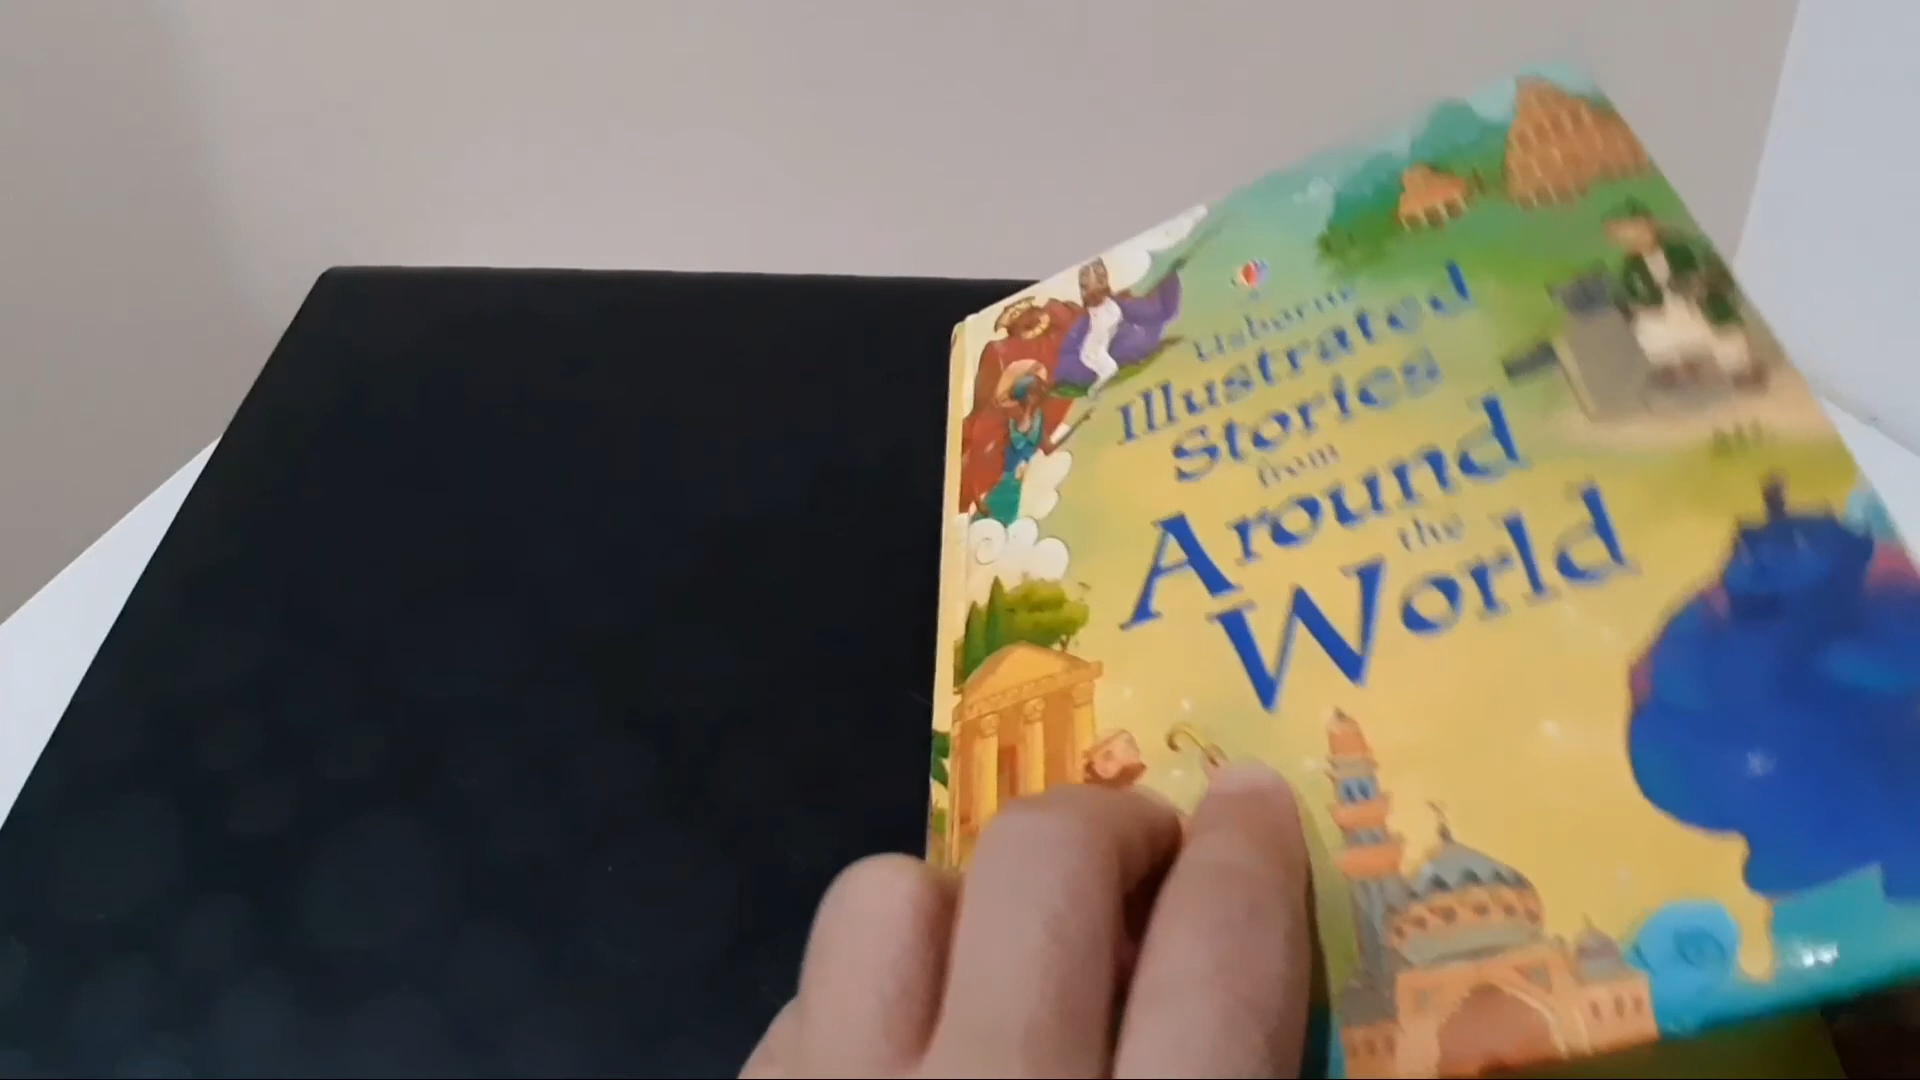 Usborne
Illustrated
Stories
from
Around
the
World